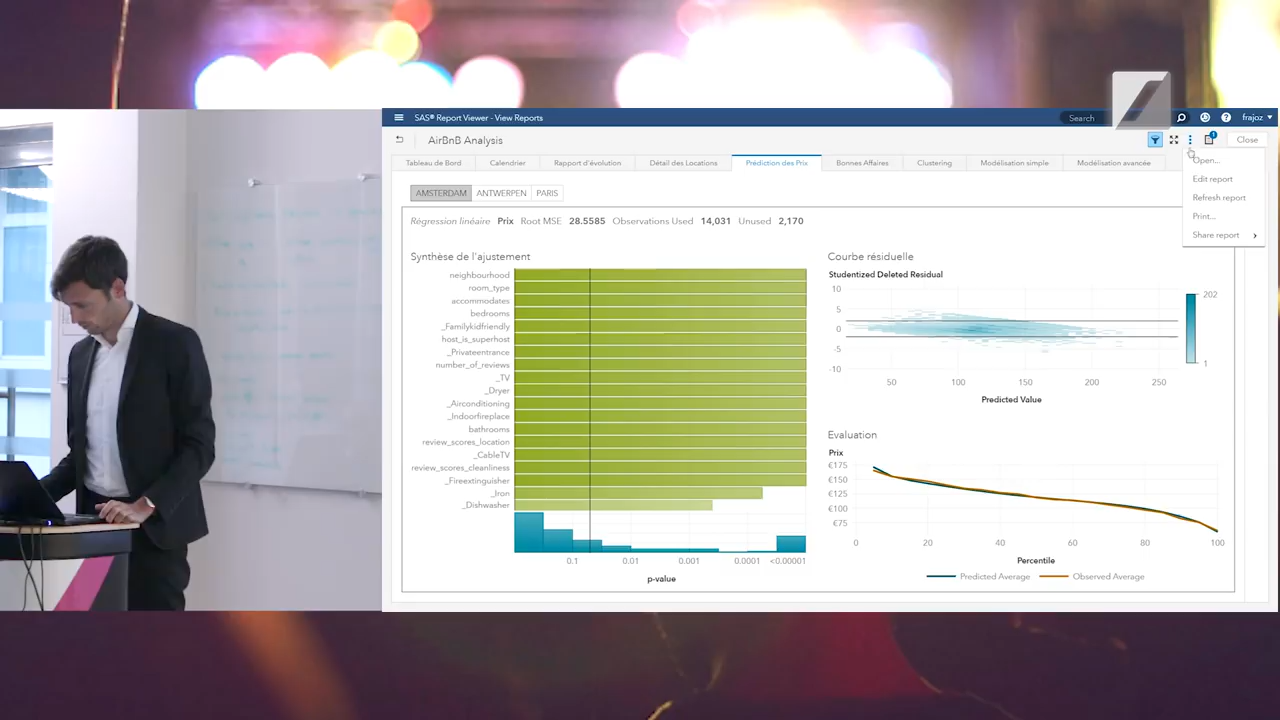 SAS® Report Viewer - View Reports
Search
frajoz
AirBnB Analysis
Close
Tableau de Bord
Calendrier
Rapport d'évolution
Détail des Locations
Prédiction des Prix
Bonnes Affaires
Clustering
Modélisation simple
Modélisation avancée
Open...
Edit report
Refresh report
Print...
Share report
AMSTERDAM
ANTWERPEN
PARIS
Régression linéaire Prix Root MSE 28.5585 Observations Used 14,031 Unused 2,170
Synthèse de l'ajustement
neighbourhood
room_type
accommodates
bedrooms
_Familykidfriendly
host_is_superhost
_Privateentrance
number_of_reviews
_TV
_Dryer
_Airconditioning
_Indoorfireplace
bathrooms
review_scores_location
_CableTV
review_scores_cleanliness
_Fireextinguisher
_Iron
_Dishwasher
0.1 0.01 0.001 0.0001 <0.00001
p-value
Courbe résiduelle
Studentized Deleted Residual
10
5
0
-5
-10
50 100 150 200 250
Predicted Value
202
1
Evaluation
Prix
€175
€150
€125
€100
€75
0 20 40 60 80 100
Percentile
Predicted Average Observed Average